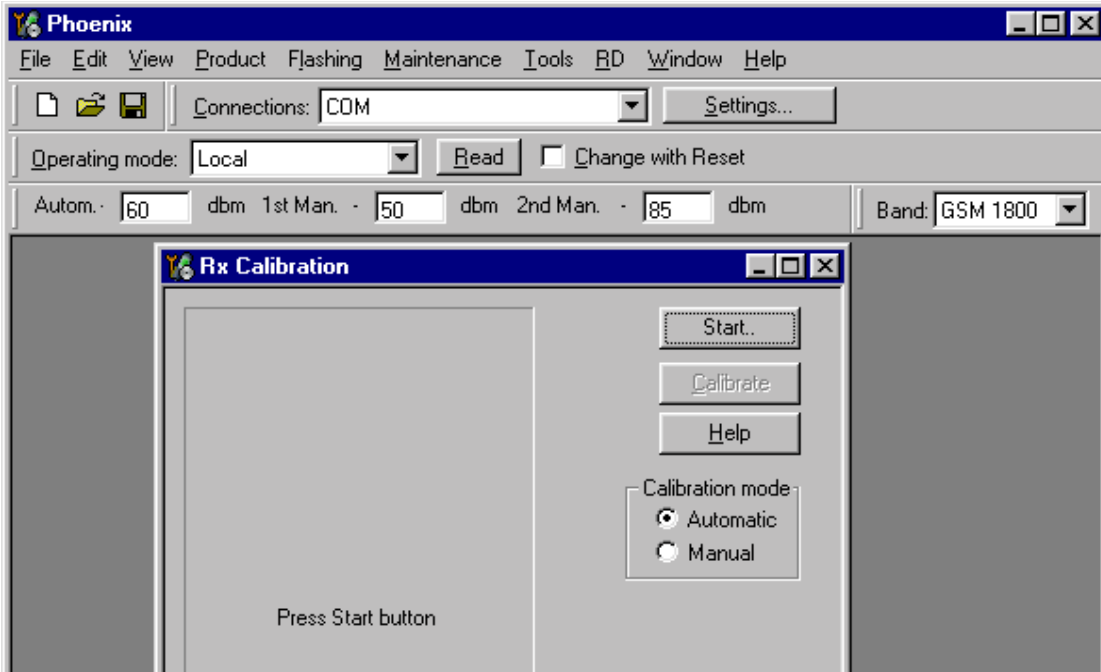 Phoenix
File Edit View Product Flashing Maintenance Tools RD Window Help
Connections: COM Settings...
Operating mode: Local Read Change with Reset
Autom. - 60 dbm 1st Man. - 50 dbm 2nd Man. - 85 dbm Band: GSM 1800
Rx Calibration
Start..
Calibrate
Help
Calibration mode
Automatic
Manual
Press Start button